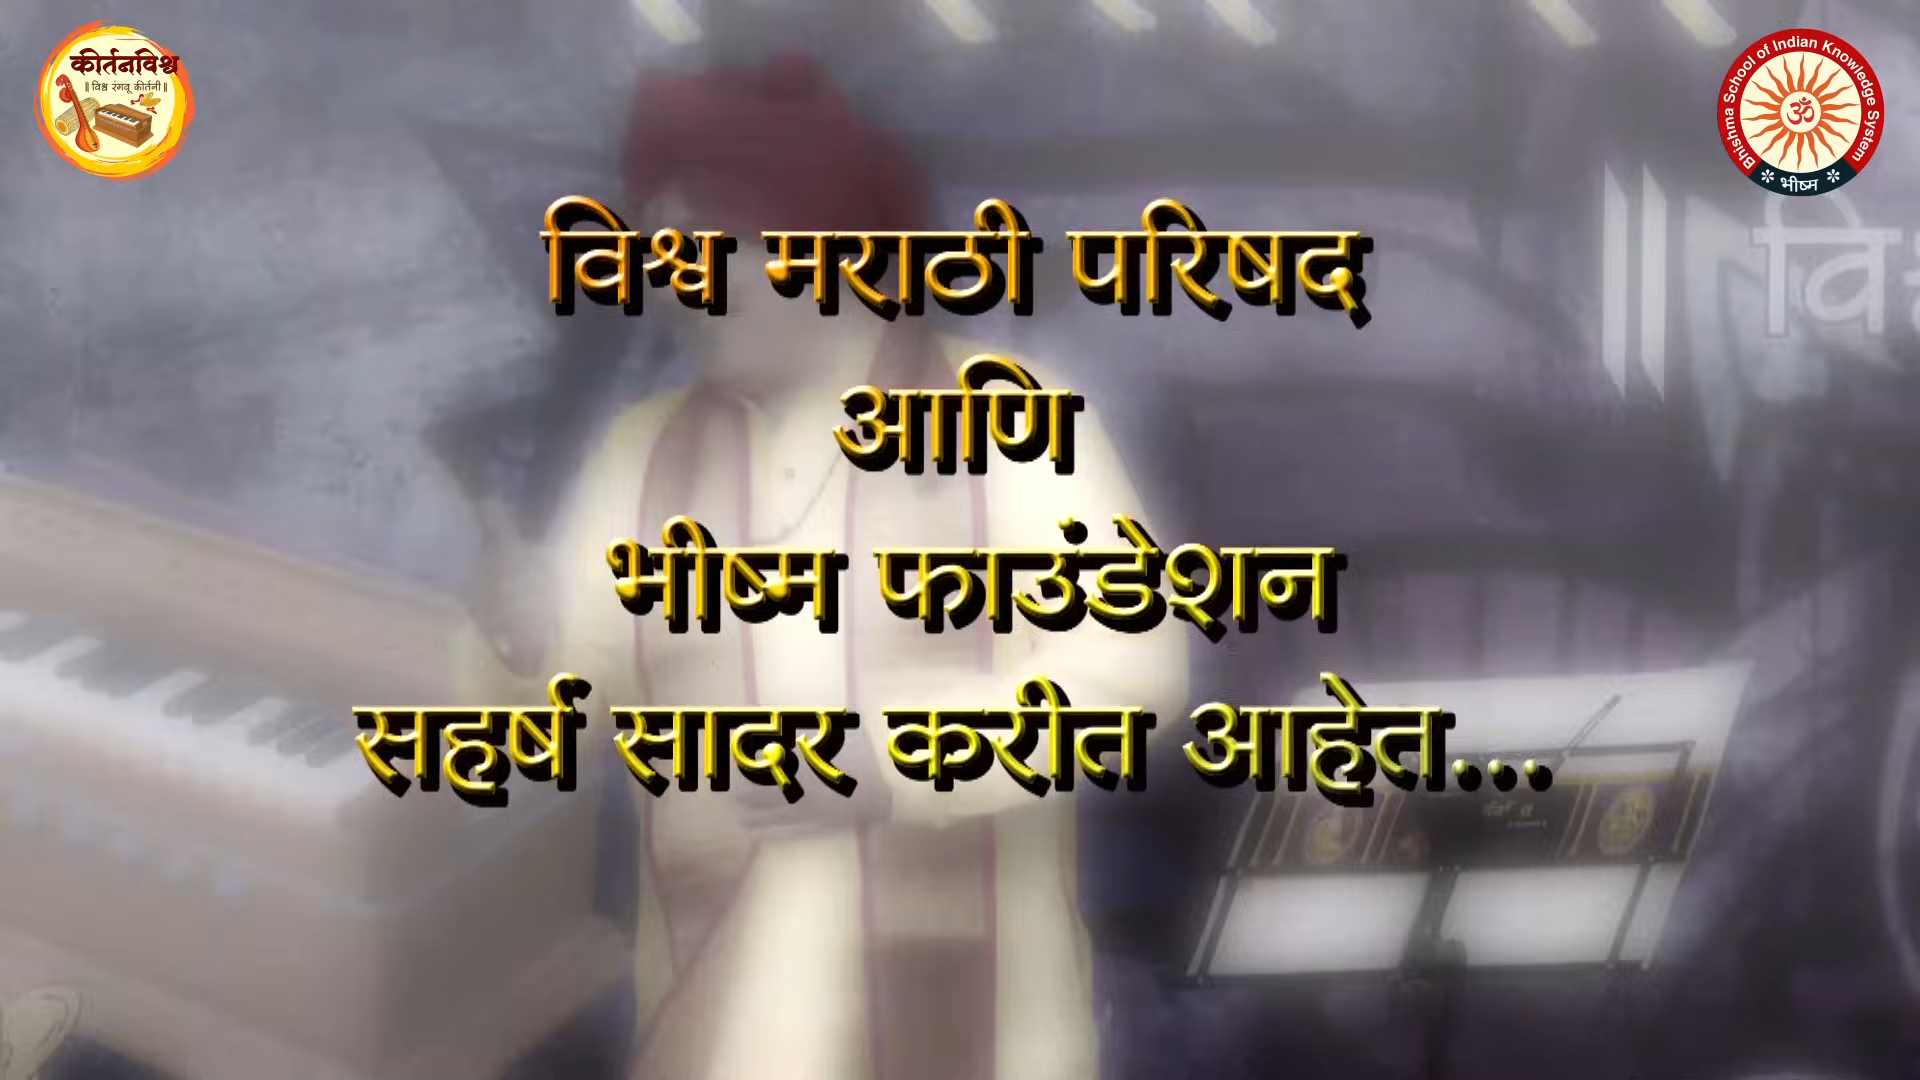 कीर्तनविश्व
॥ विश्व रंगवू कीर्तनी ॥
Bhishma School of Indian Knowledge System
भीष्म
विश्व मराठी परिषद
आणि
भीष्म फाउंडेशन
सहर्ष सादर करीत आहेत...